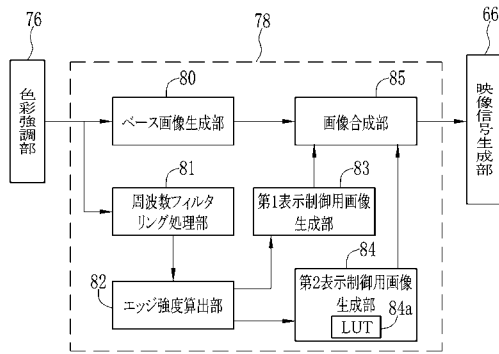 76
78
66
色彩強調部
80
ベース画像生成部
85
画像合成部
映像信号生成部
81
周波数フィルタ
リング処理部
83
第1表示制御用画像
生成部
82
エッジ強度算出部
84
第2表示制御用画像
生成部
84a
LUT